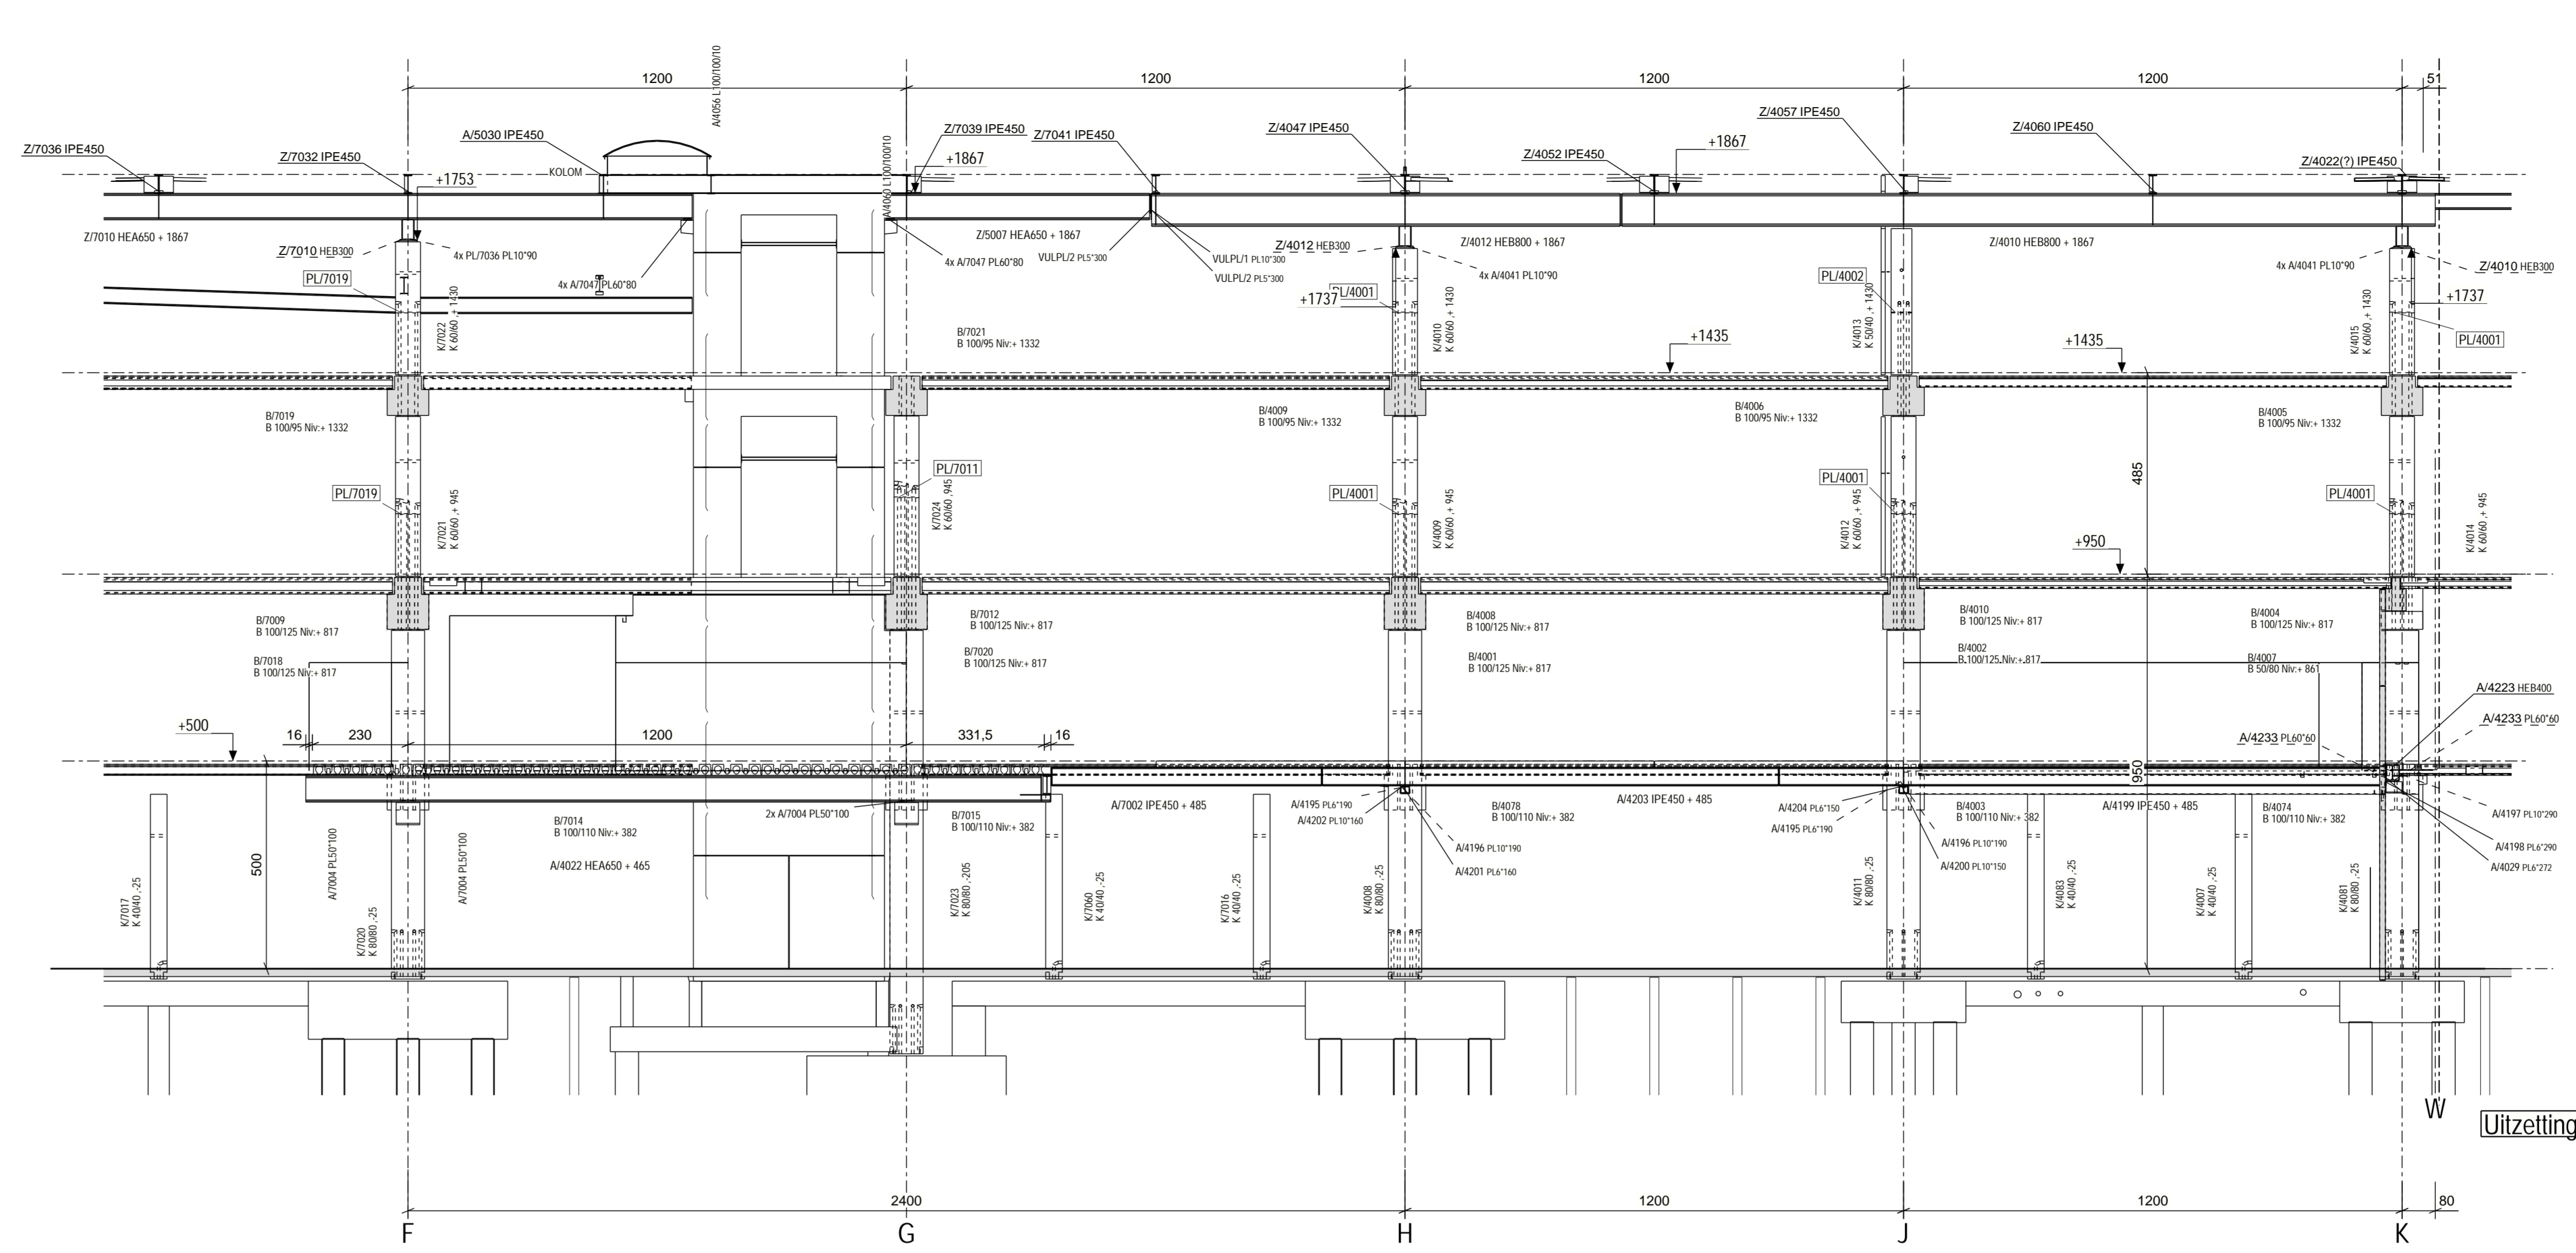 1200
1200
1200
1200
51
A/4056 L100/100/10
Z/7036 IPE450
Z/7032 IPE450
A/5030 IPE450
KOLOM
A/4060 L100/100/10
Z/7039 IPE450
Z/7041 IPE450
Z/4047 IPE450
Z/4052 IPE450
Z/4057 IPE450
Z/4060 IPE450
Z/4022(?) IPE450
+1753
+1867
+1867
Z/7010 HEA650 + 1867
Z/7010 HEB300
4x PL/7036 PL10*90
PL/7019
4x A/7047 PL60*80
Z/5007 HEA650 + 1867
4x A/7047 PL60*80
VULPL/2 PL5*300
VULPL/1 PL10*300
VULPL/2 PL5*300
Z/4012 HEB300
Z/4012 HEB800 + 1867
4x A/4041 PL10*90
PL/4001
+1737
PL/4002
Z/4010 HEB800 + 1867
4x A/4041 PL10*90
Z/4010 HEB300
+1737
PL/4001
K/7022
K 60/60 ,+ 1430
B/7021
B 100/95 Niv:+ 1332
K/4010
K 60/60 ,+ 1430
+1435
K/4013
K 50/40 ,+ 1430
+1435
K/4015
K 60/60 ,+ 1430
B/7019
B 100/95 Niv:+ 1332
B/4009
B 100/95 Niv:+ 1332
B/4006
B 100/95 Niv:+ 1332
B/4005
B 100/95 Niv:+ 1332
485
PL/7019
PL/7011
PL/4001
PL/4001
PL/4001
K/7021
K 60/60 ,+ 945
K/7024
K 60/60 ,945
K/4009
K 60/60 ,+ 945
K/4012
K 60/60 ,+ 945
K/4014
K 60/60 ,+ 945
+950
B/7009
B 100/125 Niv:+ 817
B/7012
B 100/125 Niv:+ 817
B/4008
B 100/125 Niv:+ 817
B/4010
B 100/125 Niv:+ 817
B/4004
B 100/125 Niv:+ 817
B/7018
B 100/125 Niv:+ 817
B/7020
B 100/125 Niv:+ 817
B/4001
B 100/125 Niv:+ 817
B/4002
B 100/125 Niv:+ 817
B/4007
B 50/80 Niv:+ 861
A/4223 HEB400
A/4233 PL60*60
A/4233 PL60*60
+500
16
230
1200
331,5
16
950
500
2x A/7004 PL50*100
B/7014
B 100/110 Niv:+ 382
B/7015
B 100/110 Niv:+ 382
A/7002 IPE450 + 485
A/4195 PL6*190
A/4202 PL10*160
B/4078
B 100/110 Niv:+ 382
A/4203 IPE450 + 485
A/4204 PL6*150
A/4195 PL6*190
B/4003
B 100/110 Niv:+ 382
A/4199 IPE450 + 485
B/4074
B 100/110 Niv:+ 382
A/4197 PL10*290
A/4198 PL6*290
A/4029 PL6*272
A/4196 PL10*190
A/4201 PL6*160
A/4196 PL10*190
A/4200 PL10*150
A/7004 PL50*100
A/7004 PL50*100
A/4022 HEA650 + 465
K/7017
K 40/40 ,-25
K/7020
K 80/80 ,-25
K/7023
K 80/80 ,-205
K/7060
K 40/40 ,-25
K/7016
K 40/40 ,-25
K/4008
K 80/80 ,-25
K/4011
K 80/80 ,-25
K/4083
K 40/40 ,-25
K/4007
K 40/40 ,-25
K/4081
K 80/80 ,-25
W
Uitzetting
2400
1200
1200
80
F
G
H
J
K